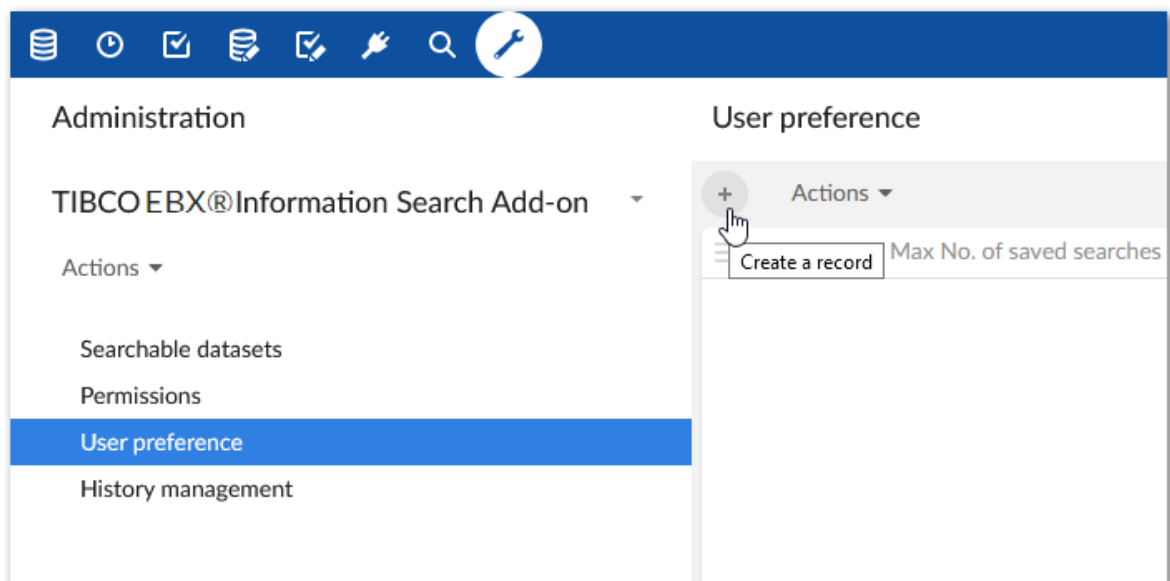 Administration
TIBCO EBX®Information Search Add-on
Actions
Searchable datasets
Permissions
User preference
History management
User preference
Actions
Max No. of saved searches
Create a record